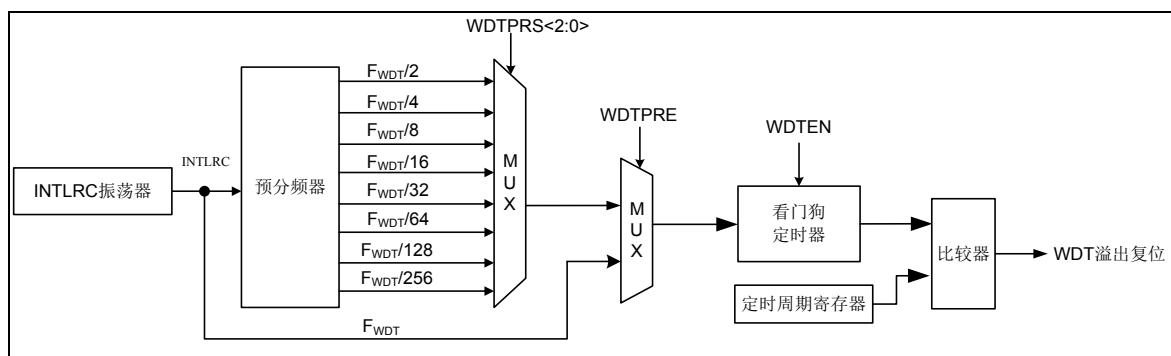 WDTPRS<2:0>
FWDT/2
FWDT/4
FWDT/8
FWDT/16
FWDT/32
FWDT/64
FWDT/128
FWDT/256
FWDT
INTLRC振荡器
INTLRC
预分频器
MUX
WDTPRE
MUX
WDTEN
看门狗
定时器
定时周期寄存器
比较器
WDT溢出复位